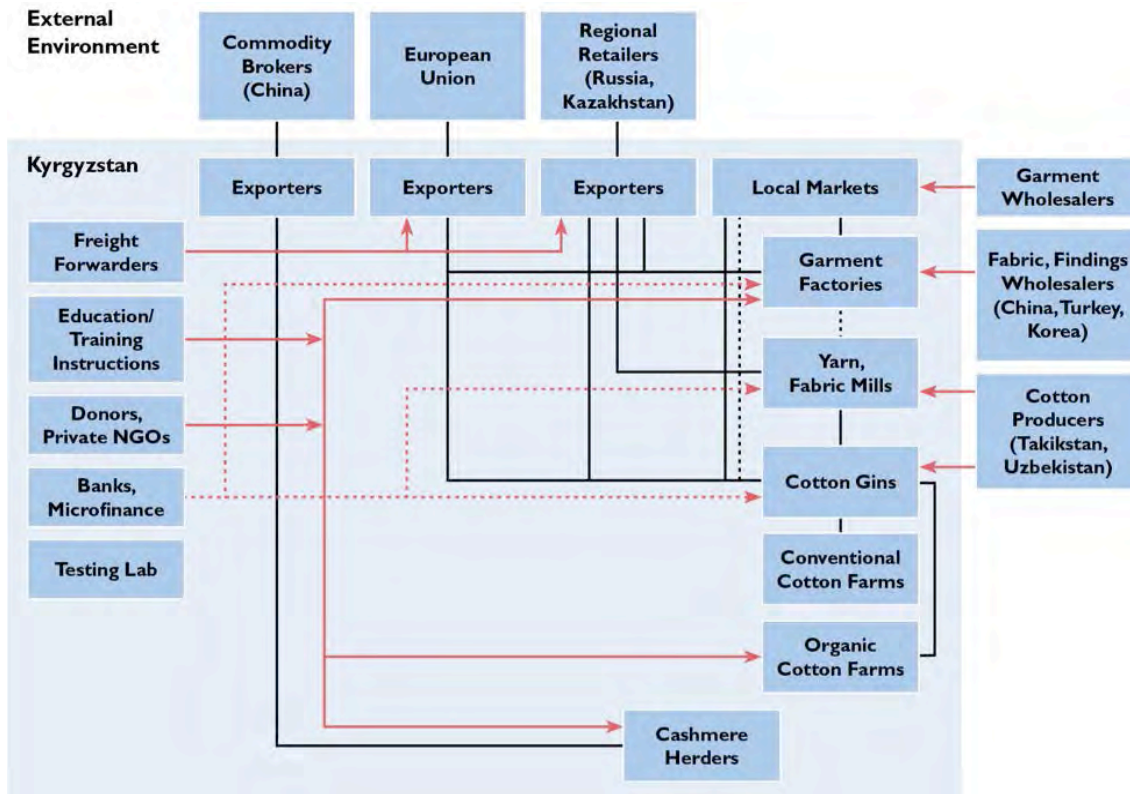 External
Environment
Commodity
Brokers
(China)
European
Union
Regional
Retailers
(Russia,
Kazakhstan)
Kyrgyzstan
Exporters
Exporters
Exporters
Local Markets
Garment
Wholesalers
Freight
Forwarders
Garment
Factories
Fabric, Findings
Wholesalers
(China, Turkey,
Korea)
Education/
Training
Instructions
Yarn,
Fabric Mills
Donors,
Private NGOs
Cotton
Producers
(Takikstan,
Uzbekistan)
Banks,
Microfinance
Cotton Gins
Testing Lab
Conventional
Cotton Farms
Organic
Cotton Farms
Cashmere
Herders